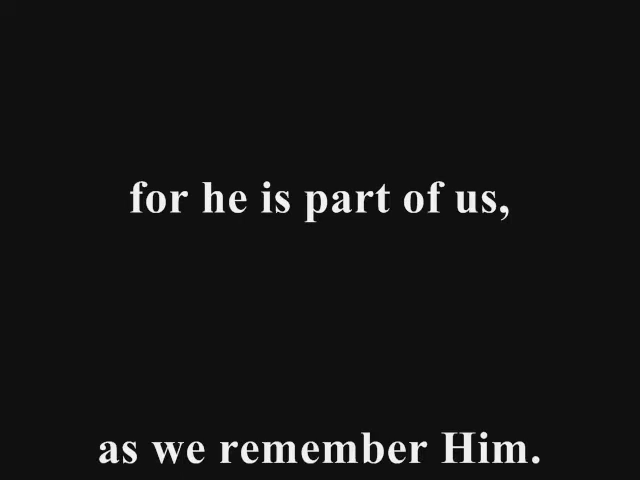 for he is part of us,
as we remember Him.